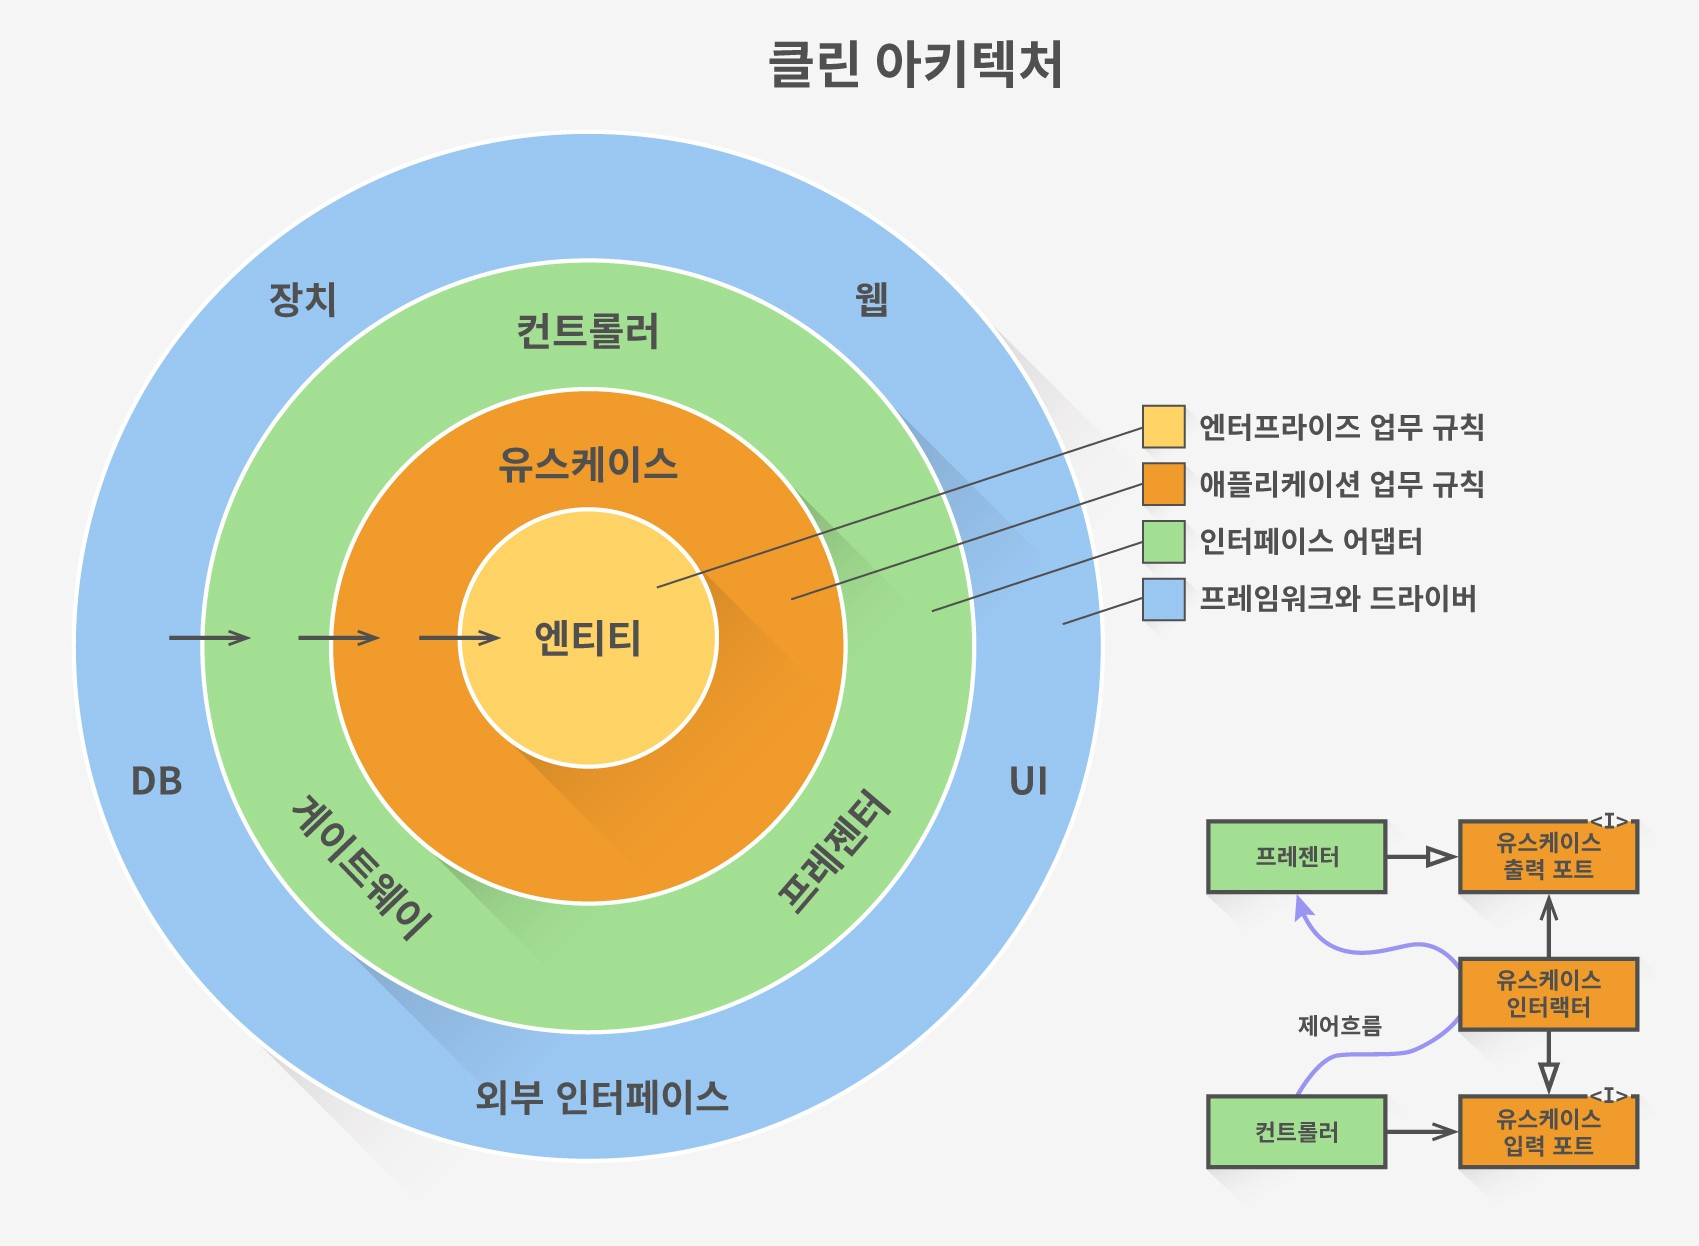 클린 아키텍처
장치
웹
컨트롤러
유스케이스
엔티티
DB
UI
게이트웨이
프레젠터
외부 인터페이스
엔터프라이즈 업무 규칙
애플리케이션 업무 규칙
인터페이스 어댑터
프레임워크와 드라이버
프레젠터
<I>
유스케이스
출력 포트
유스케이스
인터랙터
제어흐름
컨트롤러
<I>
유스케이스
입력 포트